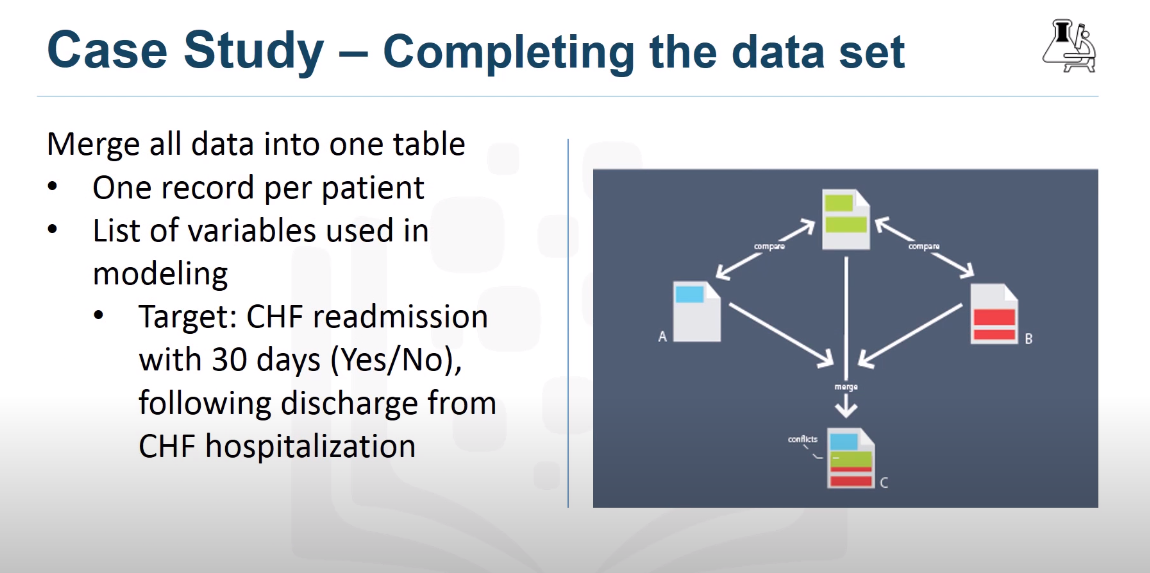 Case Study – Completing the data set
Merge all data into one table
• One record per patient
• List of variables used in
modeling
• Target: CHF readmission
with 30 days (Yes/No),
following discharge from
CHF hospitalization
compare
compare
A
B
merge
conflicts
C